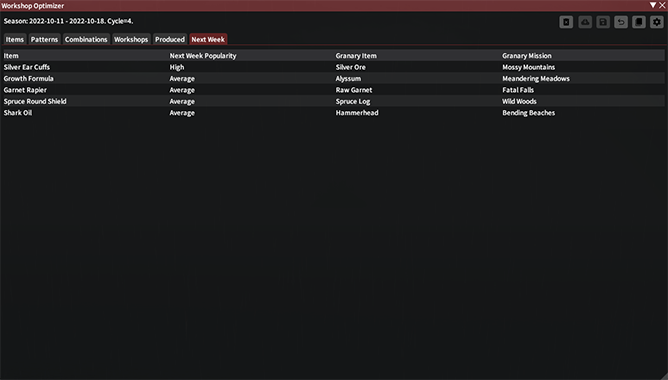 Workshop Optimizer
Season: 2022-10-11 - 2022-10-18. Cycle=4.
Items Patterns Combinations Workshops Produced Next Week
Item Next Week Popularity Granary Item Granary Mission
Silver Ear Cuffs High Silver Ore Mossy Mountains
Growth Formula Average Alyssum Meandering Meadows
Garnet Rapier Average Raw Garnet Fatal Falls
Spruce Round Shield Average Spruce Log Wild Woods
Shark Oil Average Hammerhead Bending Beaches